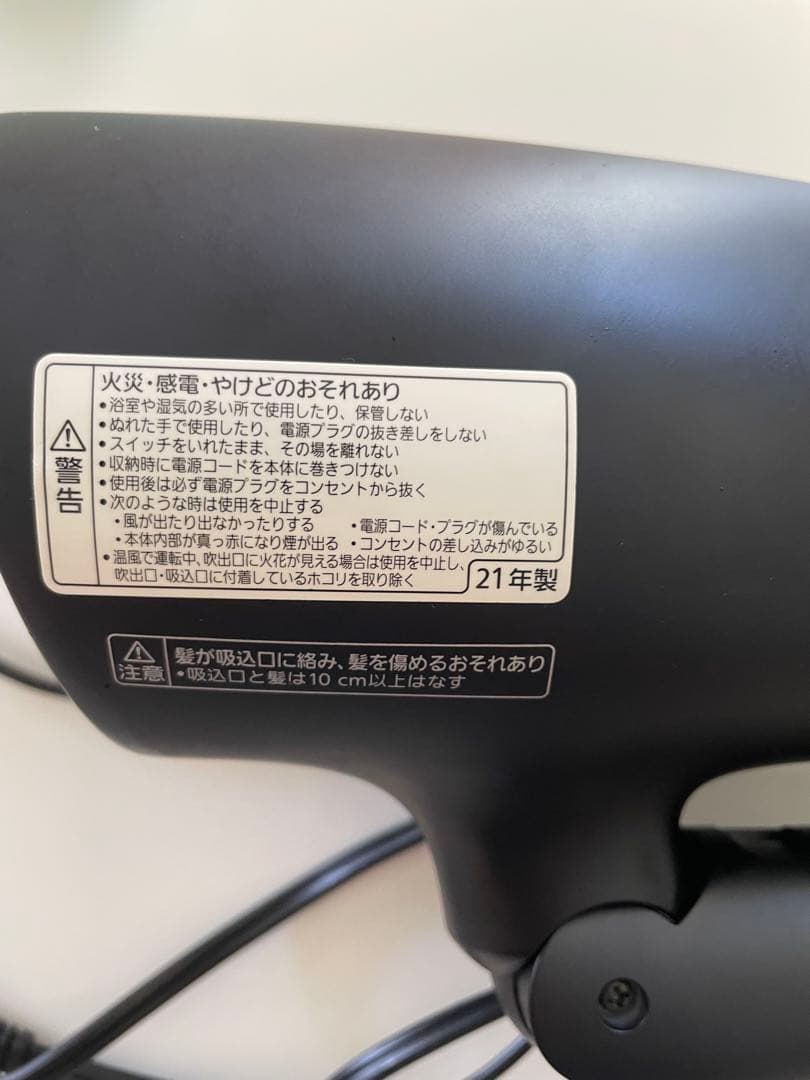 警告
火災・感電・やけどのおそれあり
•浴室や湿気の多い所で使用したり、保管しない
•ぬれた手で使用したり、電源プラグの抜き差しをしない
•スイッチをいれたまま、その場を離れない
•収納時に電源コードを本体に巻きつけない
•使用後は必ず電源プラグをコンセントから抜く
•次のような時は使用を中止する
•風が出たり出なかったりする •電源コード・プラグが傷んでいる
•本体内部が真っ赤になり煙が出る •コンセントの差し込みがゆるい
•温風で運転中、吹出口に火花が見える場合は使用を中止し、
吹出口・吸込口に付着しているホコリを取り除く
21年製
注意
髪が吸込口に絡み、髪を傷めるおそれあり
•吸込口と髪は10 cm以上はなす